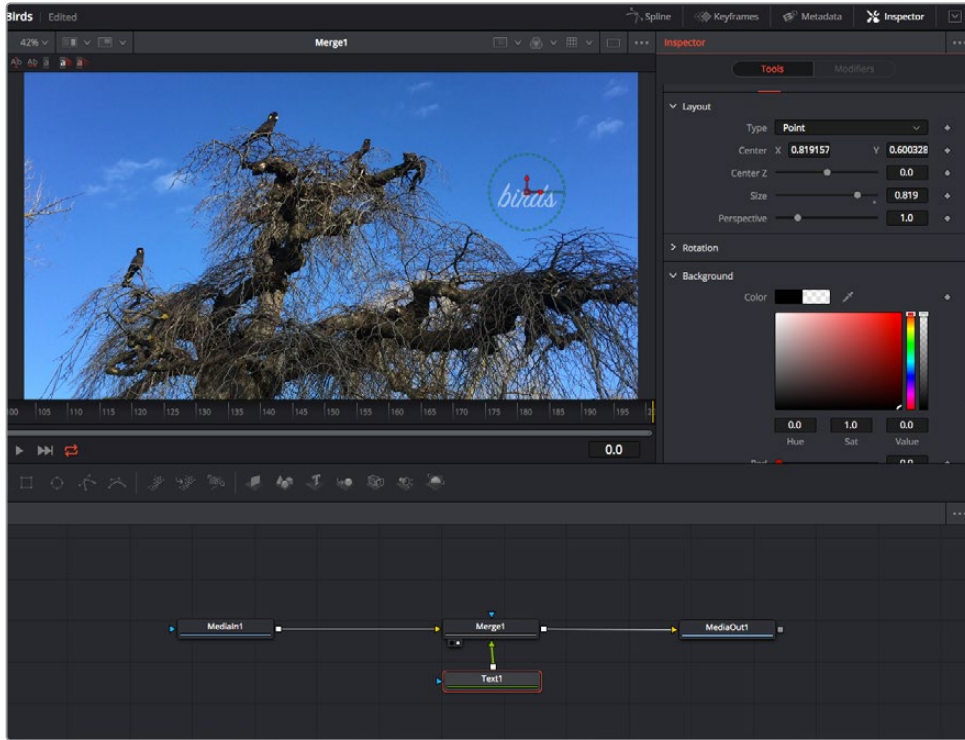 Birds Edited Spline Keyframes Metadata Inspector
42% Merge1 Inspector
Tools Modifiers
Layout
Type Point
Center X 0.819157 Y 0.600328
Center Z 0.0
Size 0.819
Perspective 1.0
birds
Rotation
Background
Color
0.0 1.0 0.0
Hue Sat Value
105 110 115 120 125 130 135 140 145 150 155 160 165 170 175 180 185 190 195
0.0
MediaIn1 Merge1 MediaOut1
Text1